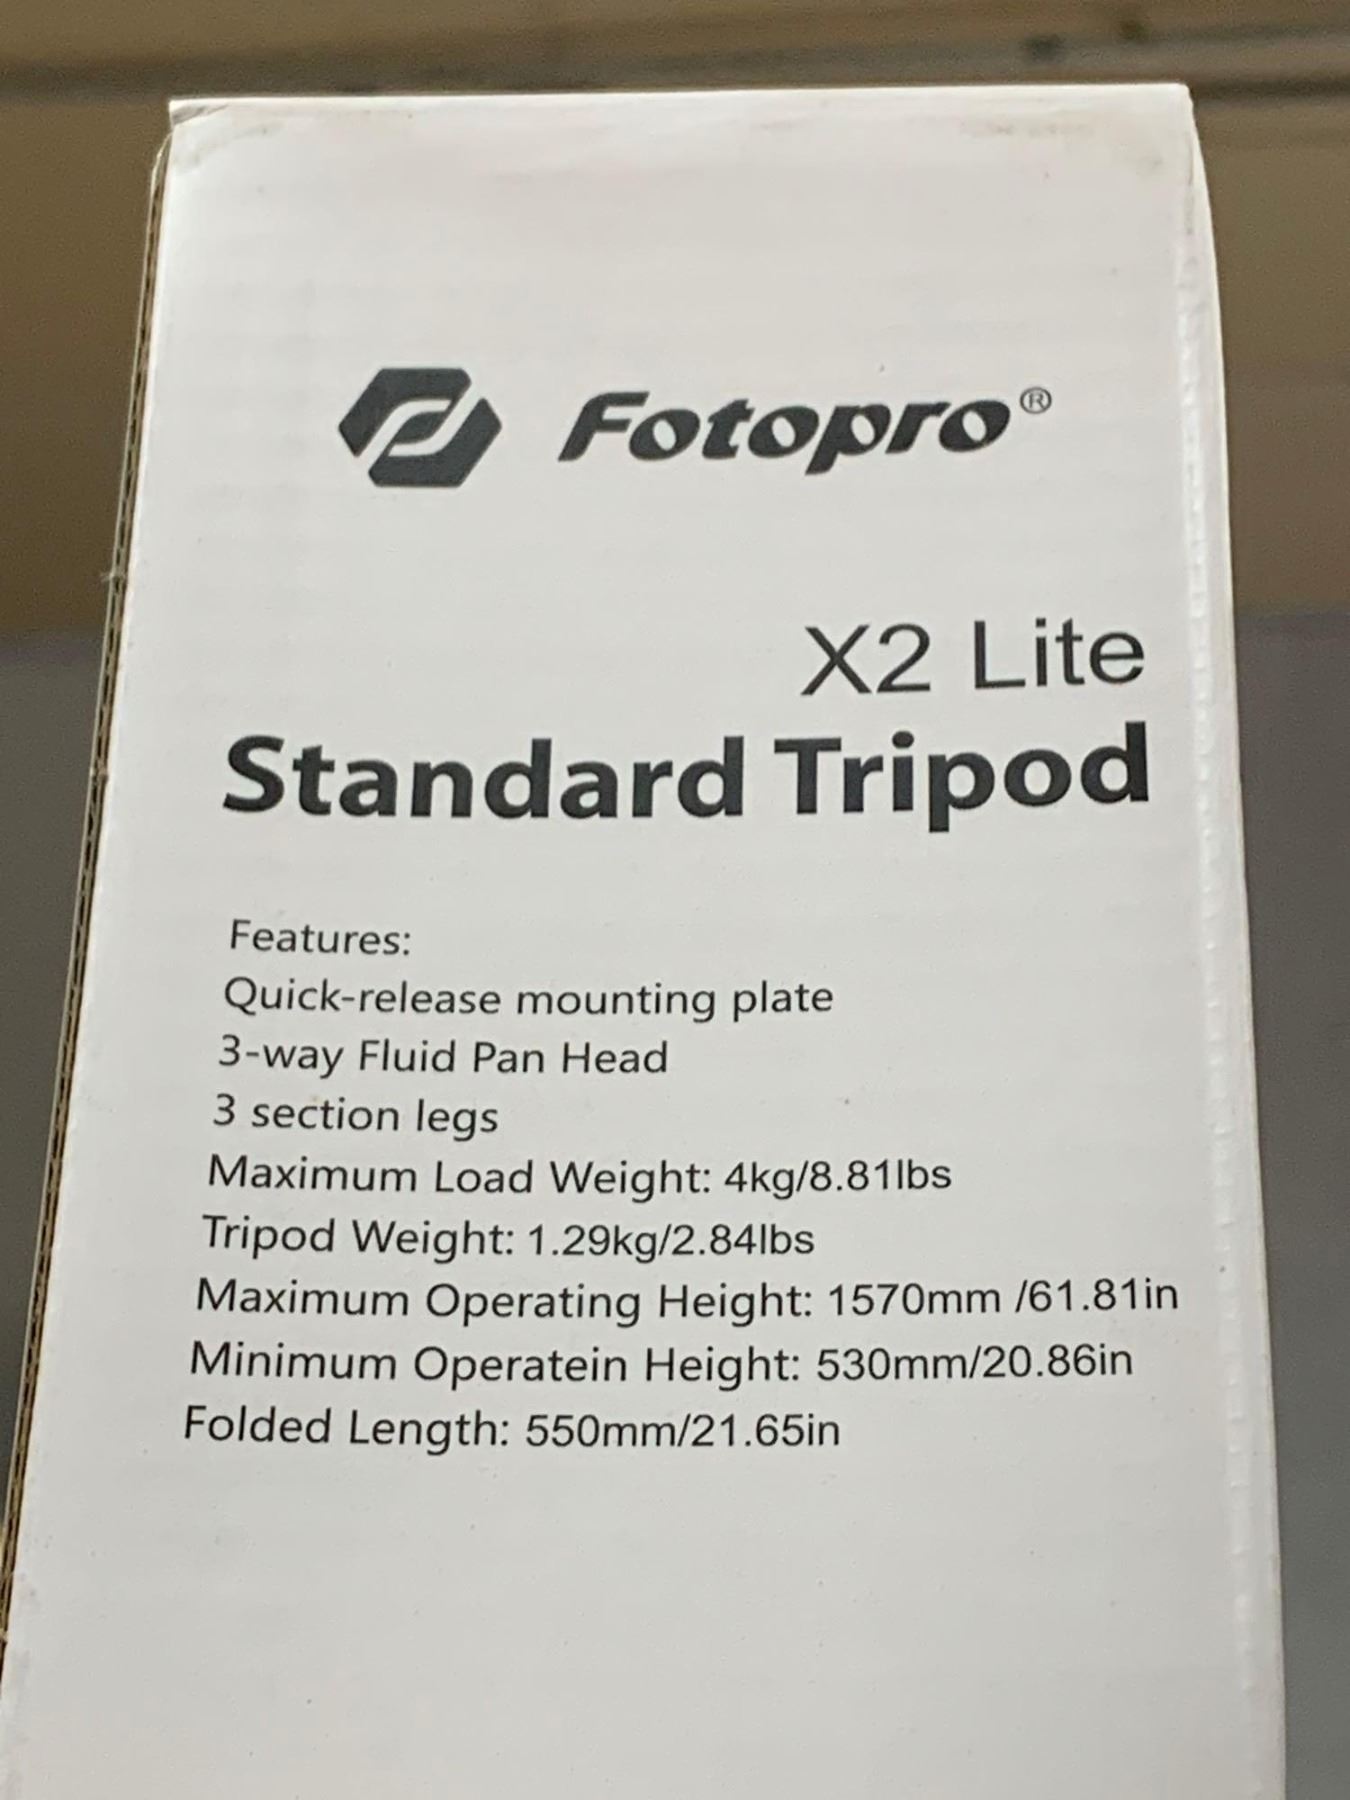 Fotopro®
X2 Lite
Standard Tripod
Features:
Quick-release mounting plate
3-way Fluid Pan Head
3 section legs
Maximum Load Weight: 4kg/8.81lbs
Tripod Weight: 1.29kg/2.84lbs
Maximum Operating Height: 1570mm /61.81in
Minimum Operatein Height: 530mm/20.86in
Folded Length: 550mm/21.65in